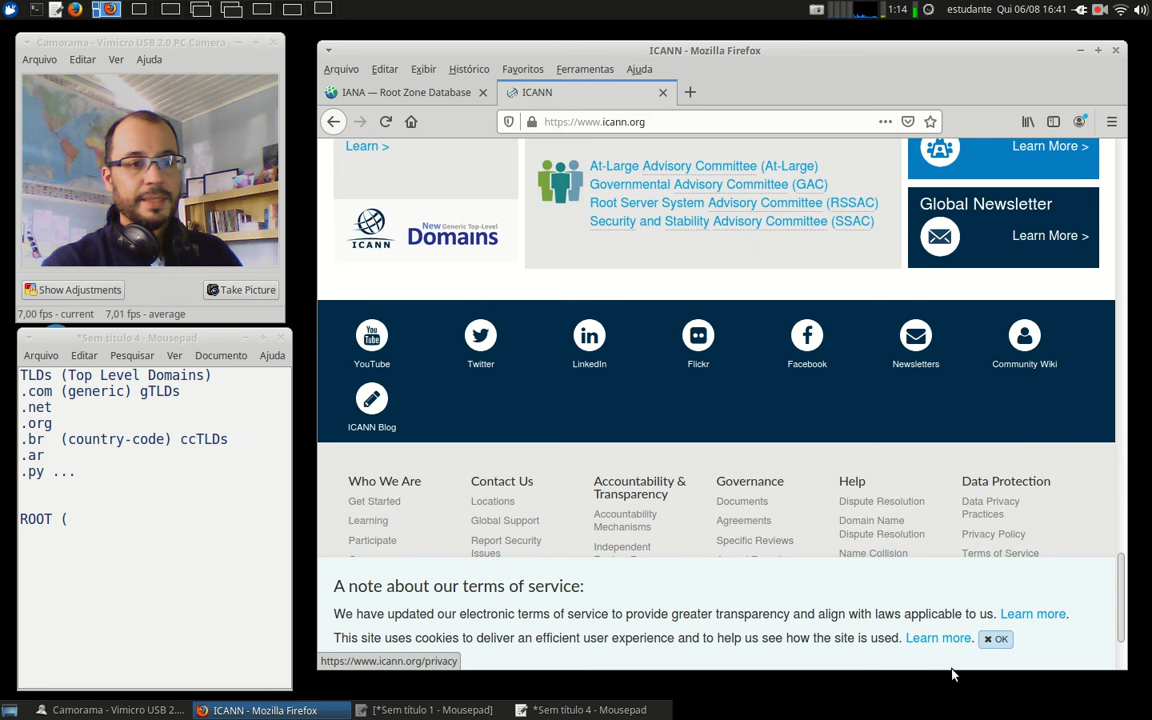 1:14
estudante Qui 06/08 16:41
Camorama - Vimicro USB 2.0 PC Camera
Arquivo Editar Ver Ajuda
Show Adjustments
Take Picture
7,00 fps - current 7,01 fps - average
*Sem título 4 - Mousepad
Arquivo Editar Pesquisar Ver Documento Ajuda
TLDs (Top Level Domains)
.com (generic) gTLDs
.net
.org
.br (country-code) ccTLDs
.ar
.py ...
ROOT (
ICANN - Mozilla Firefox
Arquivo Editar Exibir Histórico Favoritos Ferramentas Ajuda
IANA — Root Zone Database
ICANN
https://www.icann.org
Learn >
ICANN
New Generic Top-Level
Domains
At-Large Advisory Committee (At-Large)
Governmental Advisory Committee (GAC)
Root Server System Advisory Committee (RSSAC)
Security and Stability Advisory Committee (SSAC)
Learn More >
Global Newsletter
Learn More >
You
Tube
YouTube
Twitter
LinkedIn
Flickr
Facebook
Newsletters
Community Wiki
ICANN Blog
Who We Are
Get Started
Learning
Participate
Contact Us
Locations
Global Support
Report Security
Issues
Accountability &
Transparency
Accountability
Mechanisms
Independent
Governance
Documents
Agreements
Specific Reviews
Help
Dispute Resolution
Domain Name
Dispute Resolution
Name Collision
Data Protection
Data Privacy
Practices
Privacy Policy
Terms of Service
A note about our terms of service:
We have updated our electronic terms of service to provide greater transparency and align with laws applicable to us. Learn more.
This site uses cookies to deliver an efficient user experience and to help us see how the site is used. Learn more. ✖ OK
https://www.icann.org/privacy
Camorama - Vimicro USB 2....
ICANN - Mozilla Firefox
[*Sem título 1 - Mousepad]
*Sem título 4 - Mousepad